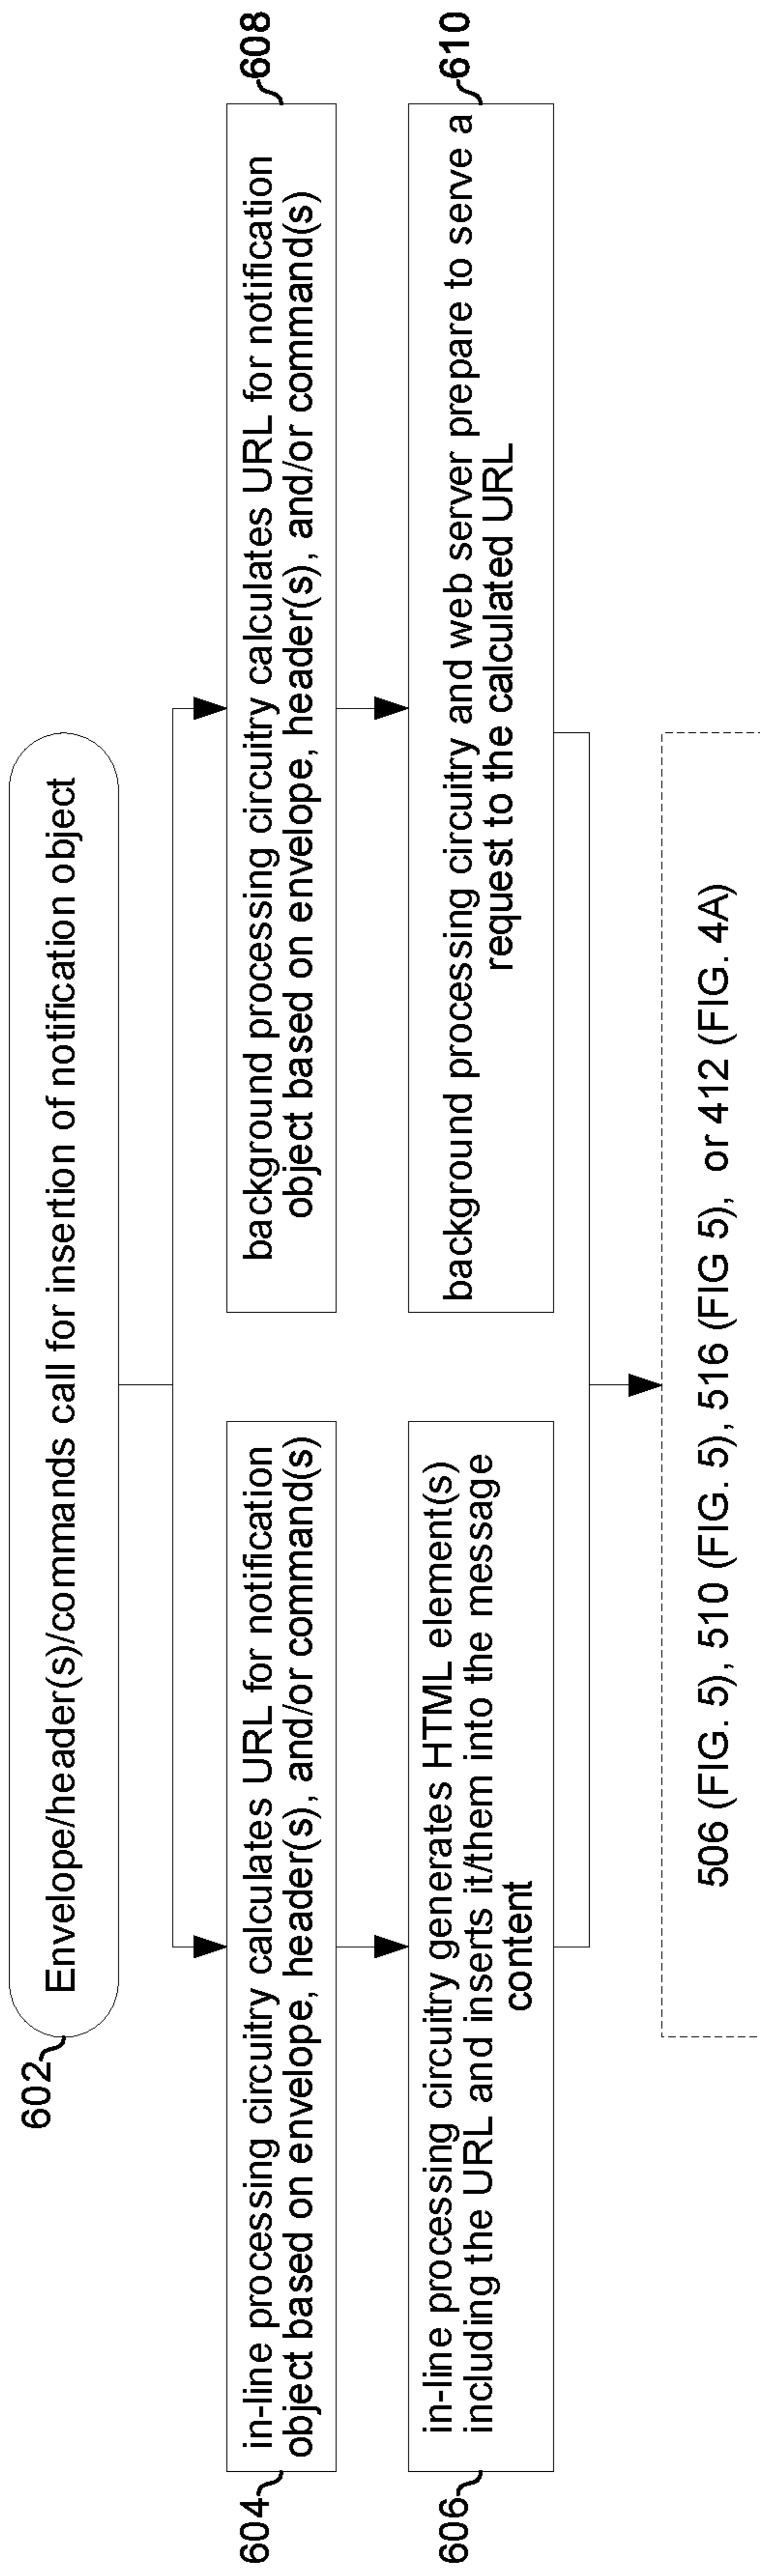 602
Envelope/header(s)/commands call for insertion of notification object
604
in-line processing circuitry calculates URL for notification
object based on envelope, header(s), and/or command(s)
608
background processing circuitry calculates URL for notification
object based on envelope, header(s), and/or command(s)
606
in-line processing circuitry generates HTML element(s)
including the URL and inserts it/them into the message
content
610
background processing circuitry and web server prepare to serve a
request to the calculated URL
506 (FIG. 5), 510 (FIG. 5), 516 (FIG 5), or 412 (FIG. 4A)